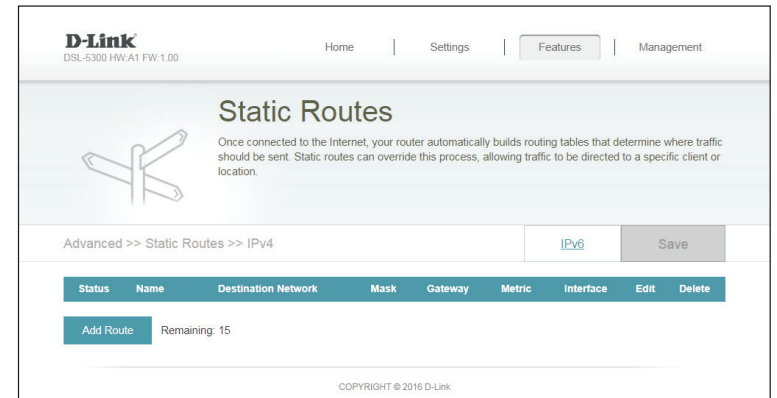 D-Link
DSL-5300 HW:A1 FW:1.00
Home | Settings | Features | Management
Static Routes
Once connected to the Internet, your router automatically builds routing tables that determine where traffic
should be sent. Static routes can override this process, allowing traffic to be directed to a specific client or
location.
Advanced >> Static Routes >> IPv4
IPv6
Save
Status Name Destination Network Mask Gateway Metric Interface Edit Delete
Add Route Remaining: 15
COPYRIGHT © 2016 D-Link